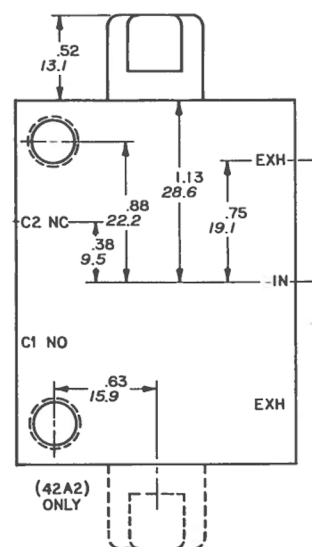 .52
13.1
EXH
1.13
28.6
.88
22.2
.75
19.1
C2 NC
.38
9.5
IN
C1 NO
.63
15.9
EXH
(42A2)
ONLY